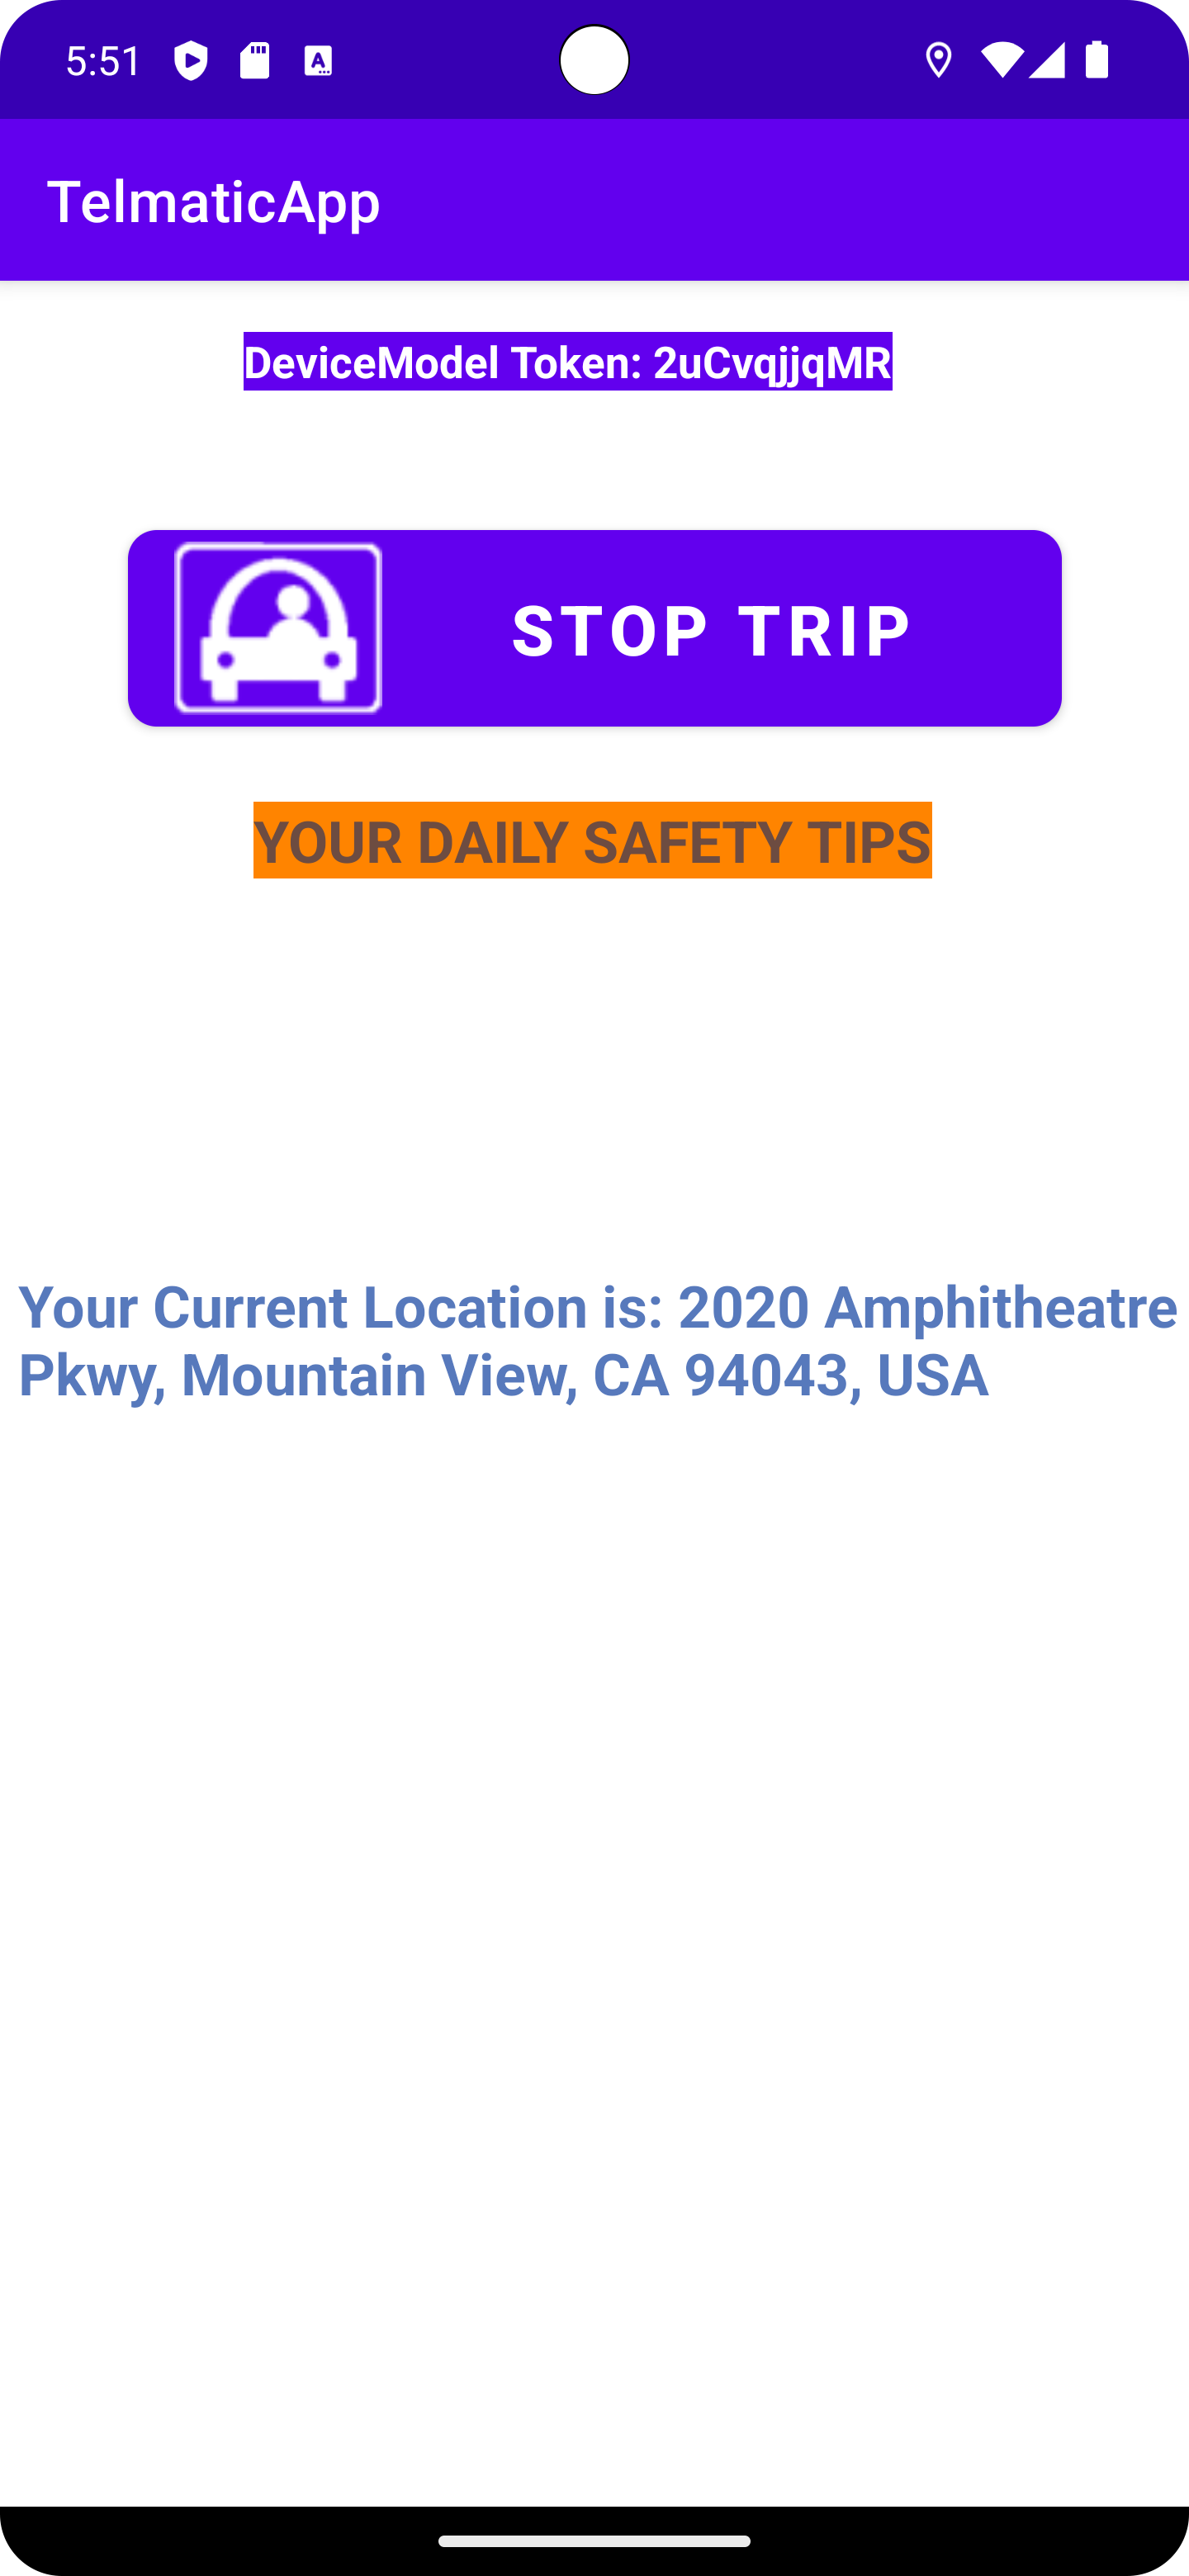 5:51
TelmaticApp
DeviceModel Token: 2uCvqjjqMR
STOP TRIP
YOUR DAILY SAFETY TIPS
Your Current Location is: 2020 Amphitheatre
Pkwy, Mountain View, CA 94043, USA